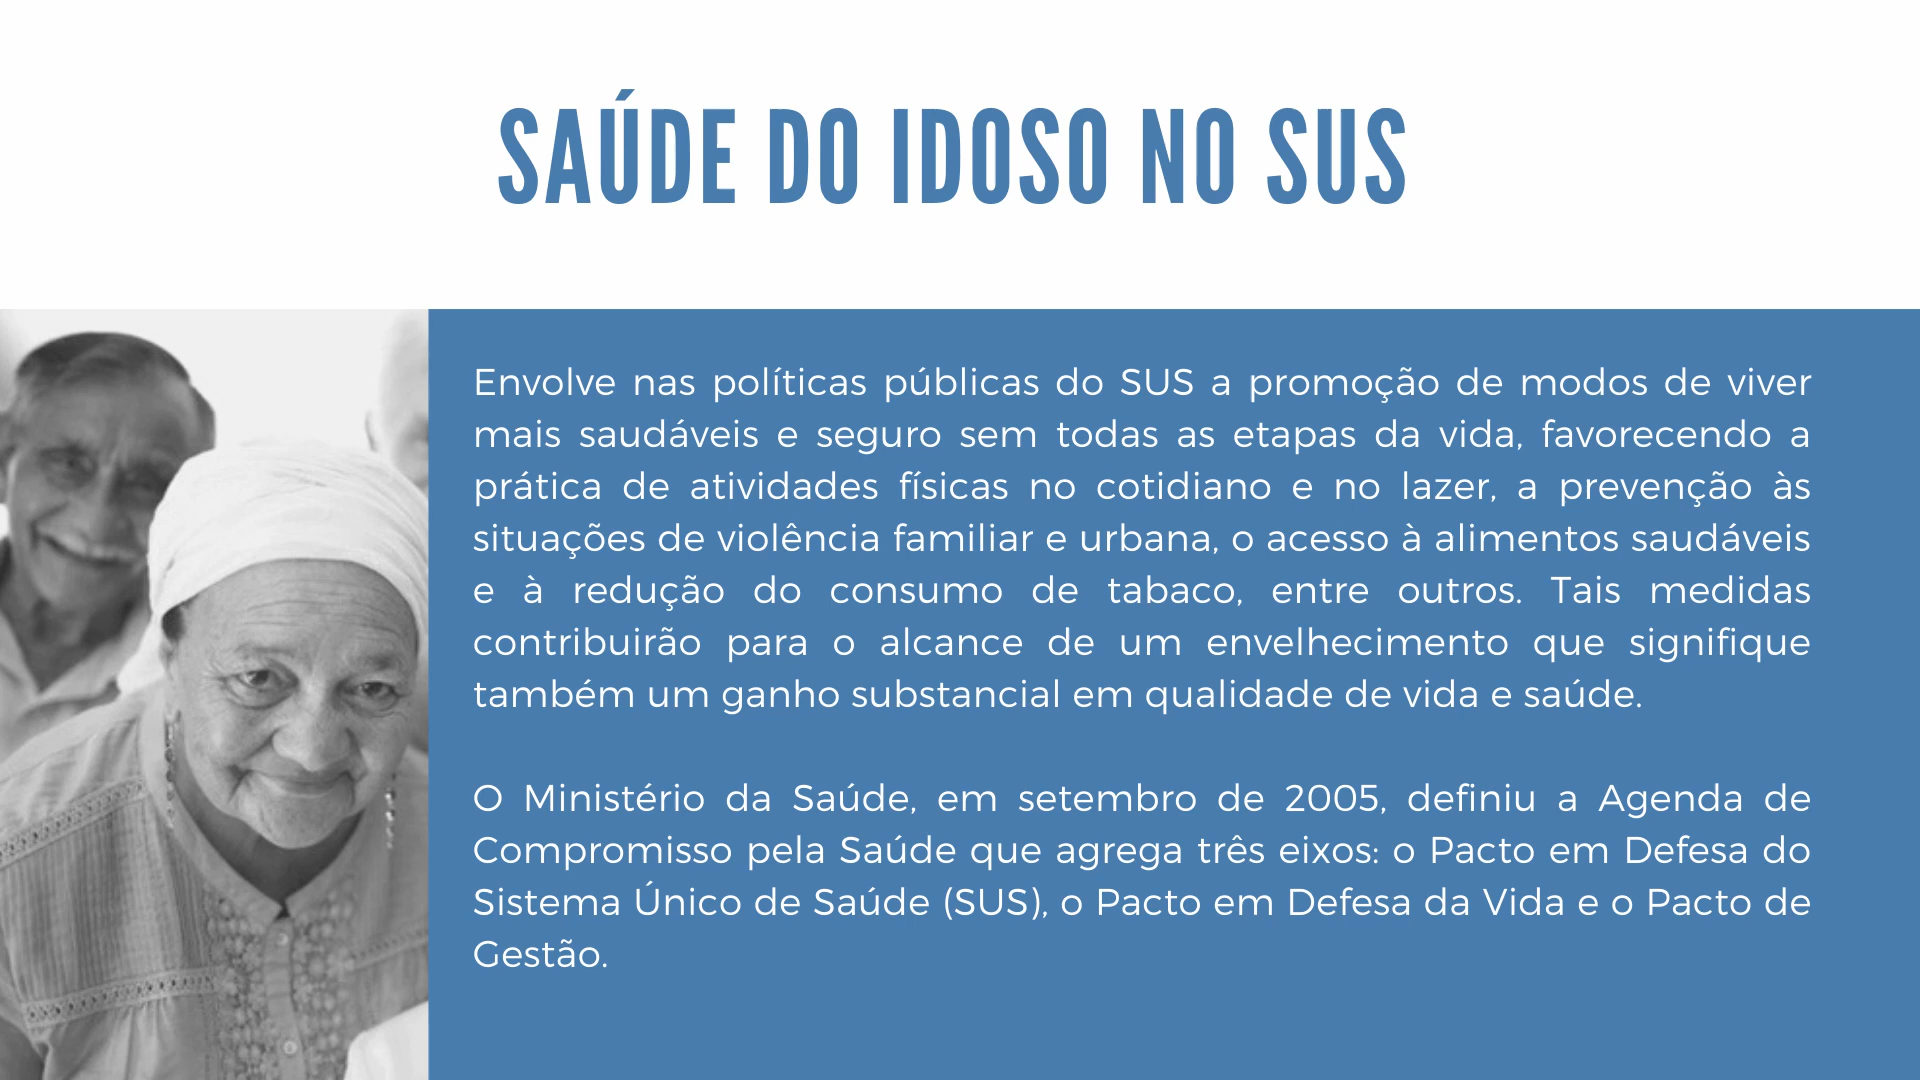 SAÚDE DO IDOSO NO SUS
Envolve nas políticas públicas do SUS a promoção de modos de viver
mais saudáveis e seguro sem todas as etapas da vida, favorecendo a
prática de atividades físicas no cotidiano e no lazer, a prevenção às
situações de violência familiar e urbana, o acesso à alimentos saudáveis
e à redução do consumo de tabaco, entre outros. Tais medidas
contribuirão para o alcance de um envelhecimento que signifique
também um ganho substancial em qualidade de vida e saúde.
O Ministério da Saúde, em setembro de 2005, definiu a Agenda de
Compromisso pela Saúde que agrega três eixos: o Pacto em Defesa do
Sistema Único de Saúde (SUS), o Pacto em Defesa da Vida e o Pacto de
Gestão.